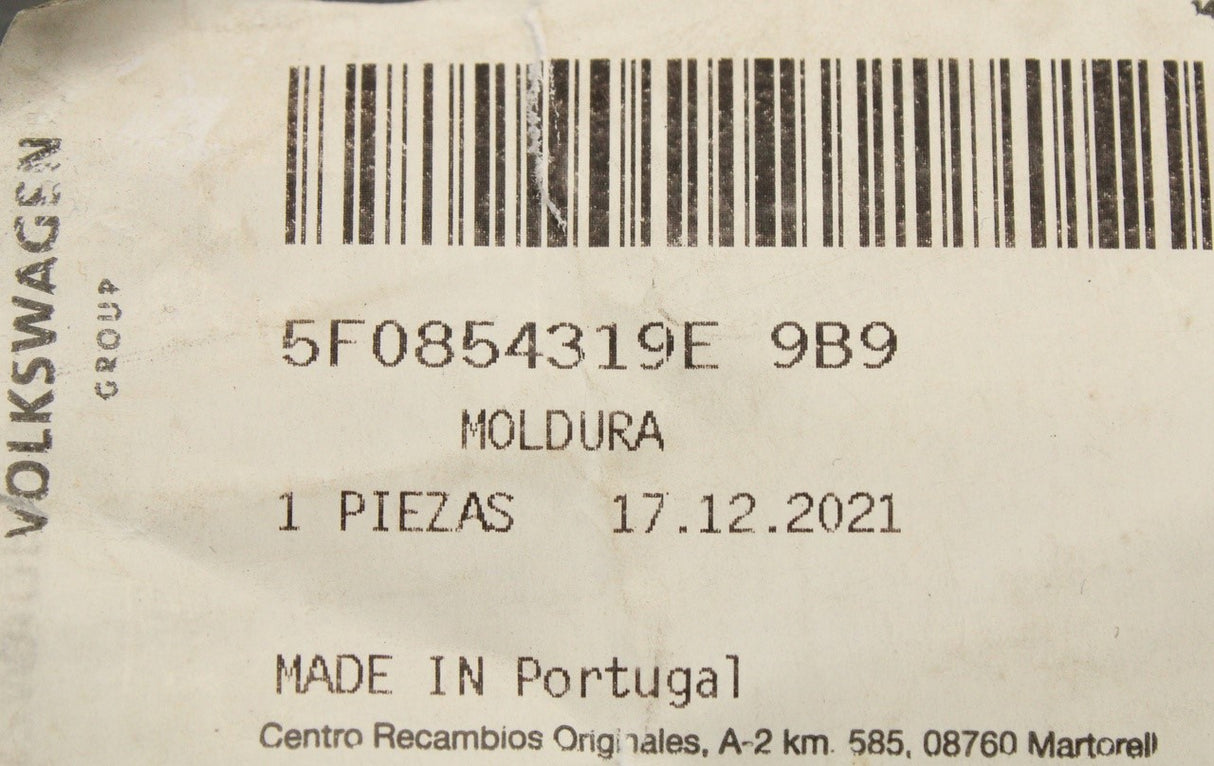 VOLKSWAGEN
GROUP
5F0854319E 9B9
MOLDURA
1 PIEZAS 17.12.2021
MADE IN Portugal
Centro Recambios Originales, A-2 km. 585, 08760 Martorell